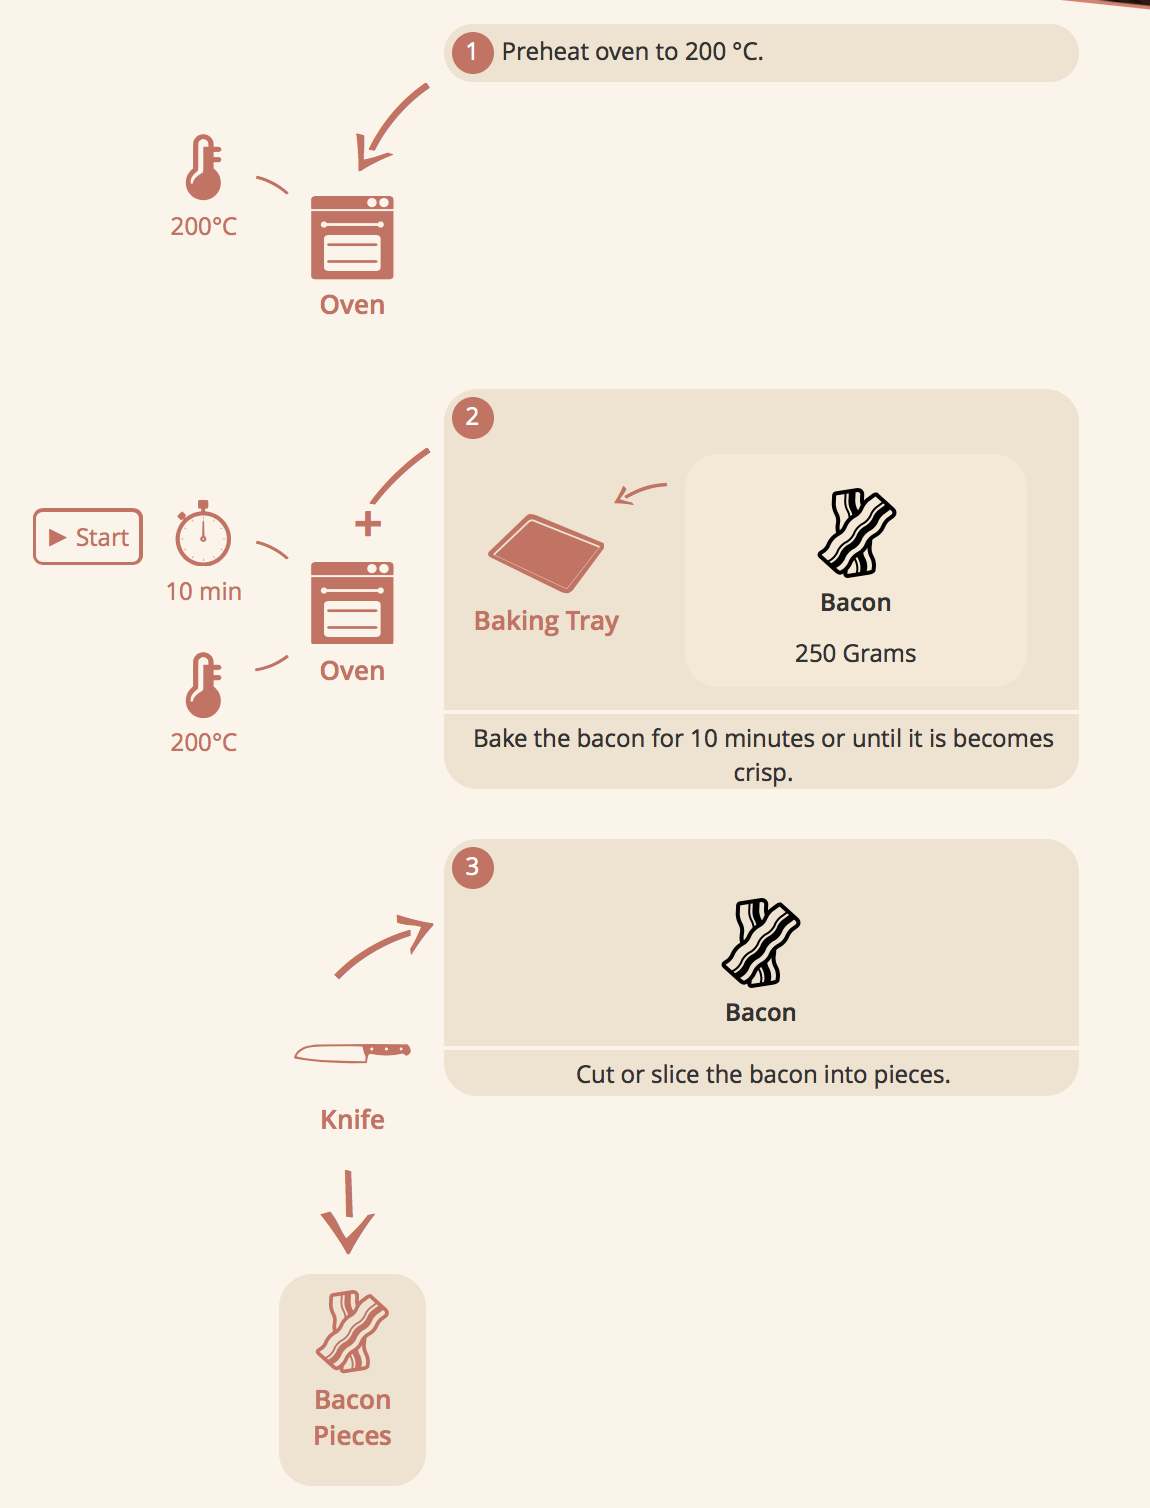 1 Preheat oven to 200 °C.
200°C
Oven
2
▶ Start
10 min
Oven
200°C
Baking Tray
Bacon
250 Grams
Bake the bacon for 10 minutes or until it is becomes
crisp.
3
Bacon
Cut or slice the bacon into pieces.
Knife
Bacon
Pieces